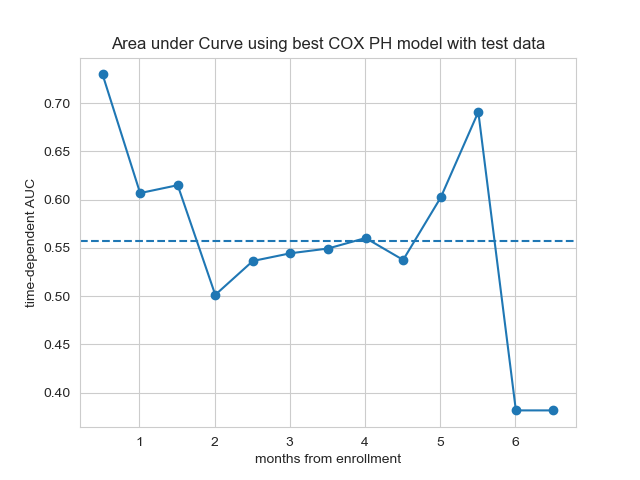 Area under Curve using best COX PH model with test data
time-dependent AUC
0.70
0.65
0.60
0.55
0.50
0.45
0.40
1 2 3 4 5 6
months from enrollment